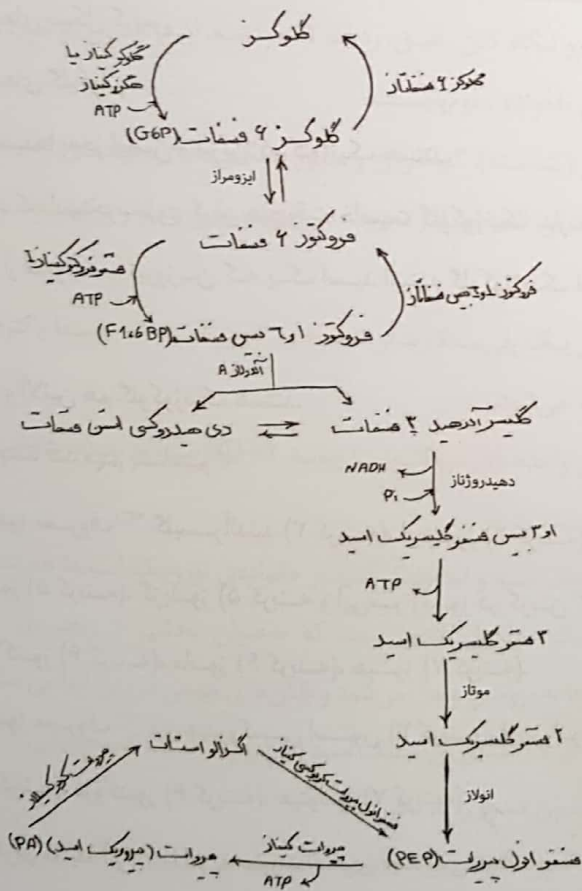 گلوکز
گلوکوکیناز یا
هگزوکیناز
ATP
گلوکز ۶ فسفاتاز
گلوکز ۶ فسفات (G6P)
ایزومراز
فروکتوز ۶ فسفات
فسفوفروکتوکیناز ۱
ATP
فروکتوز ۱و۶ بیس فسفاتاز
فروکتوز ۱و۶ بیس فسفات (F1,6BP)
آلدولاز A
دی هیدروکسی استن فسفات
گلیسرآلدهید ۳ فسفات
NADH
Pi
دهیدروژناز
۱و۳ بیس فسفوگلیسریک اسید
ATP
۳ فسفوگلیسریک اسید
موتاز
۲ فسفوگلیسریک اسید
انولاز
اگزالواستات
پیروات کربوکسیلاز
فسفوانول پیروات کربوکسی کیناز
فسفو انول پیروات (PEP)
پیروات کیناز
ATP
پیروات (پیروویک اسید) (PA)